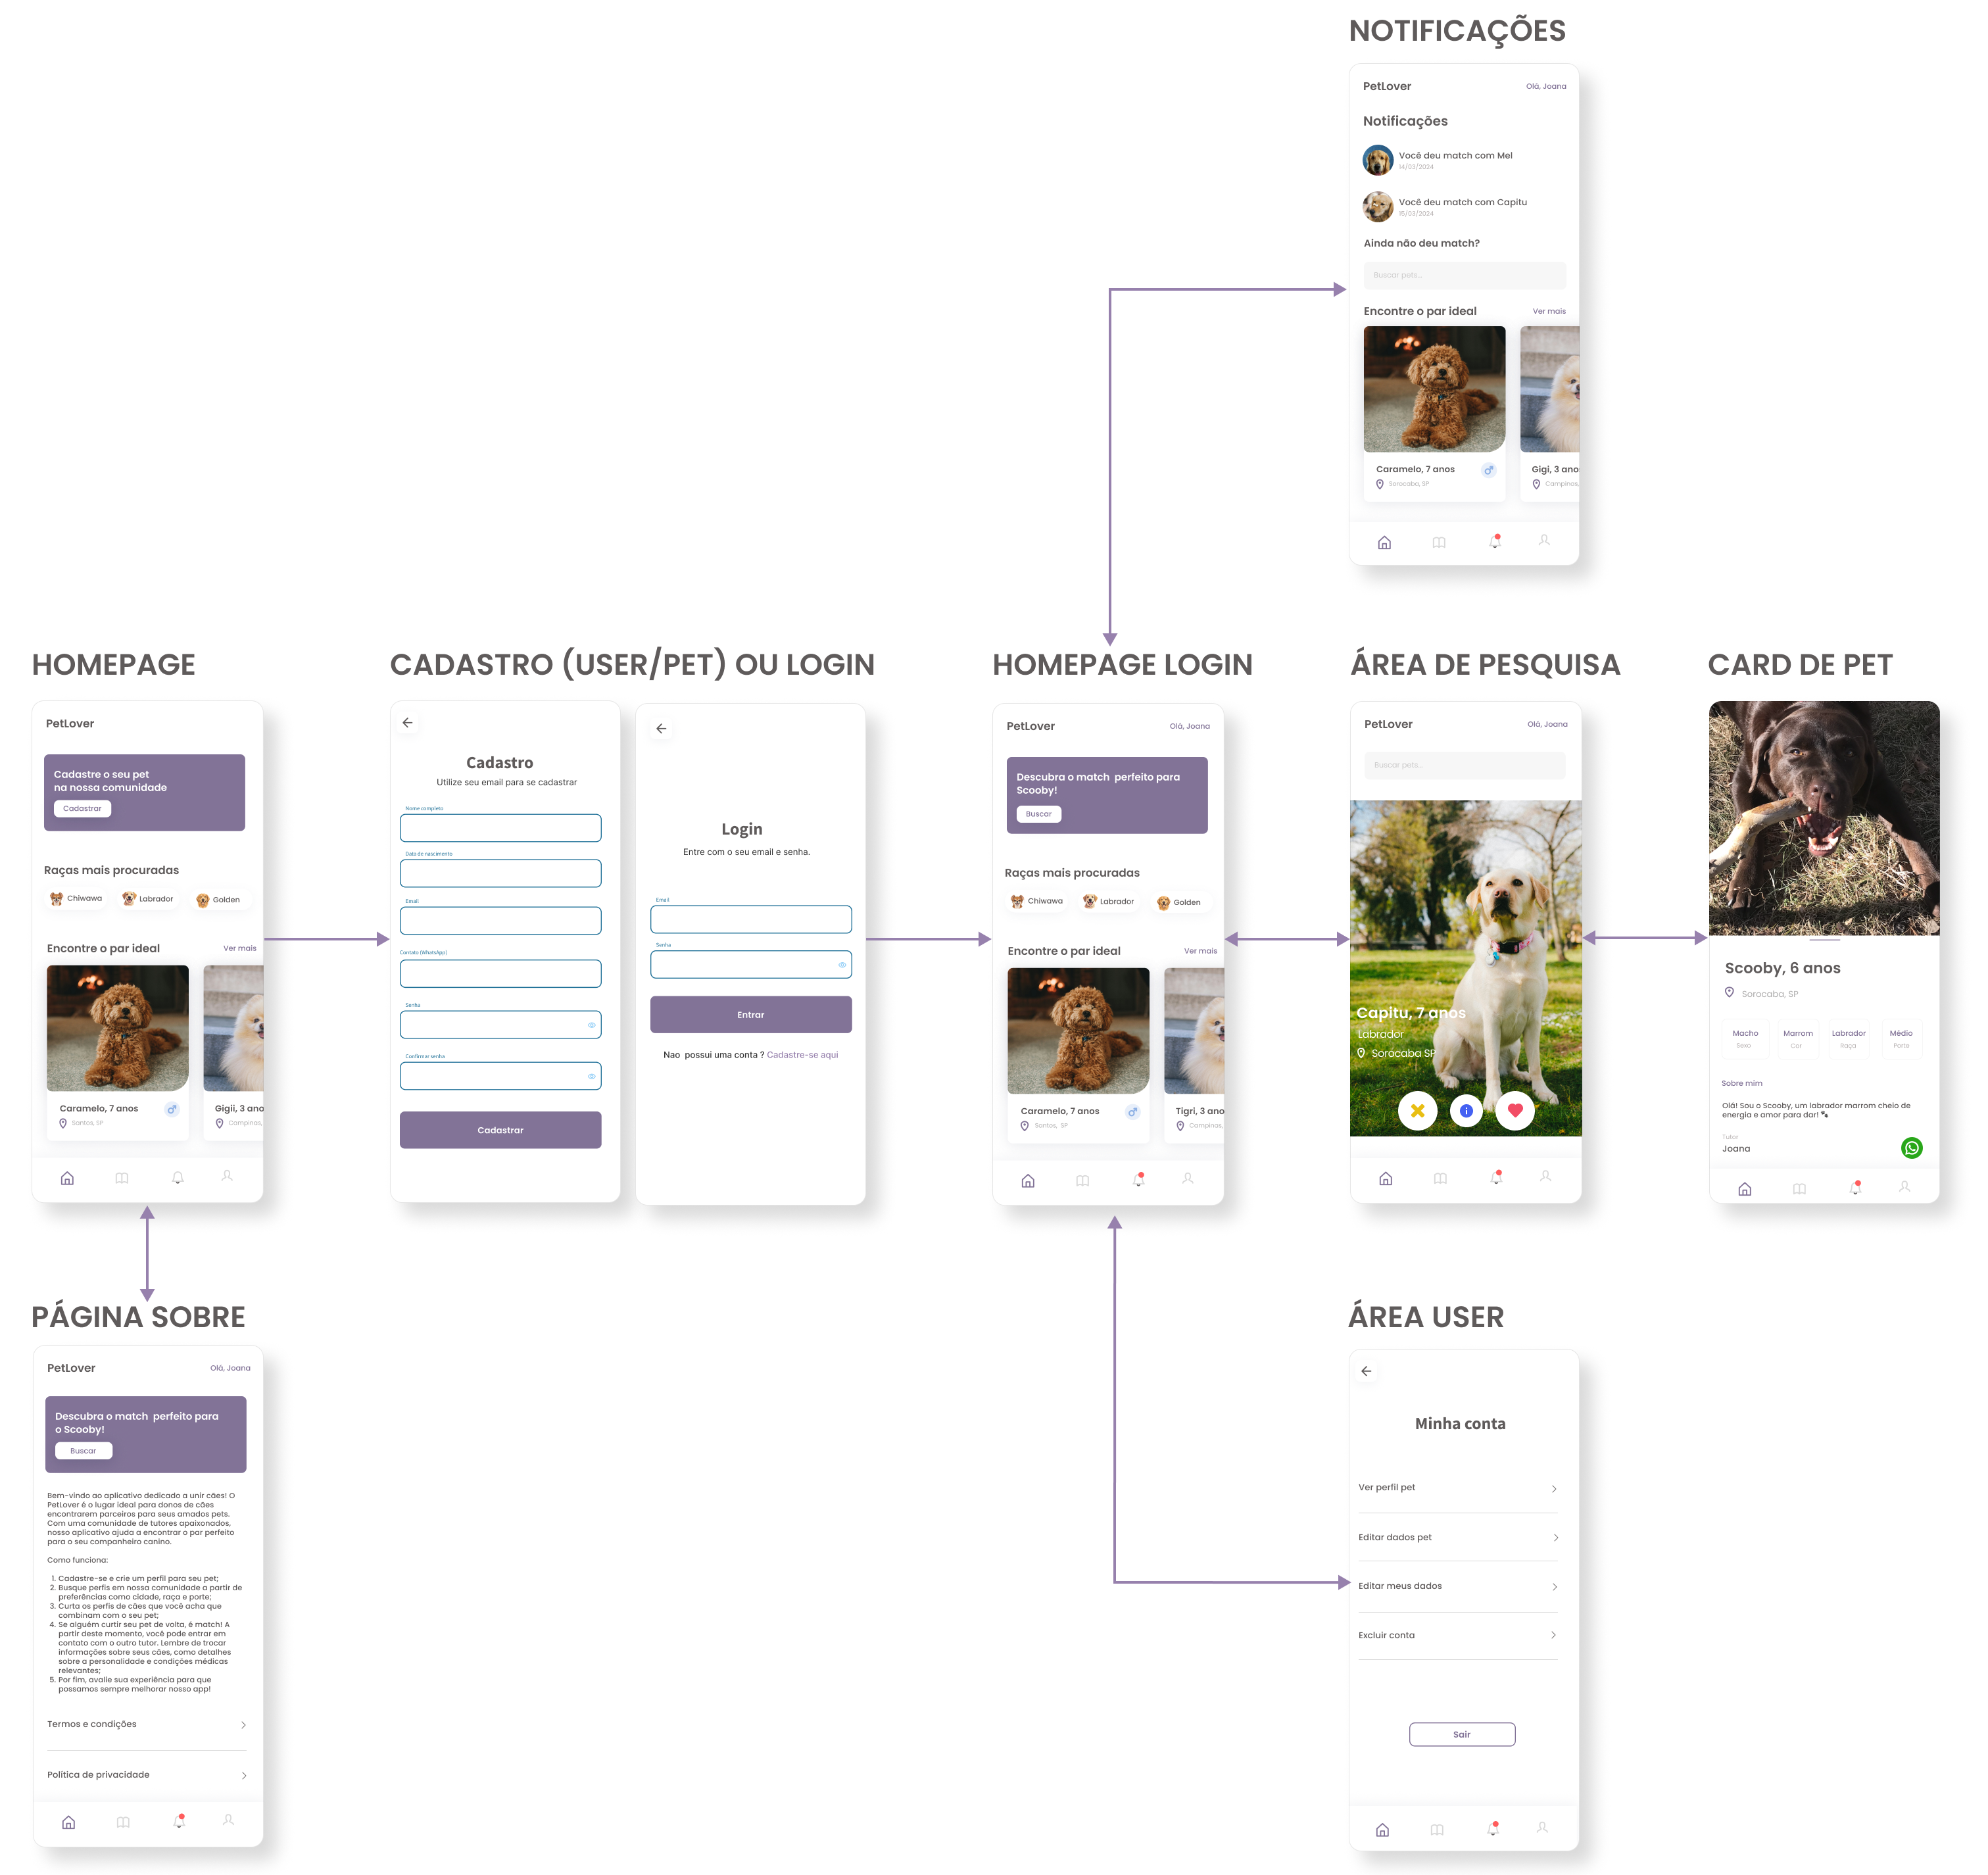 NOTIFICAÇÕES
PetLover
Olá, Joana
Notificações
Você deu match com Mel
14/03/2024
Você deu match com Capitu
15/03/2024
Ainda não deu match?
Buscar pets...
Encontre o par ideal
Ver mais
Caramelo, 7 anos
Sorocaba, SP
Gigi, 3 ano
Campinas,
HOMEPAGE
PetLover
Cadastre o seu pet
na nossa comunidade
Cadastrar
Raças mais procuradas
Chiwawa
Labrador
Golden
Encontre o par ideal
Ver mais
Caramelo, 7 anos
Santos, SP
Gigii, 3 ano
Campinas,
CADASTRO (USER/PET) OU LOGIN
Cadastro
Utilize seu email para se cadastrar
Nome completo
Data de nascimento
Email
Contato (WhatsApp)
Senha
Confirmar senha
Cadastrar
Login
Entre com o seu email e senha.
Email
Senha
Entrar
Nao possui uma conta ? Cadastre-se aqui
HOMEPAGE LOGIN
PetLover
Olá, Joana
Descubra o match perfeito para
Scooby!
Buscar
Raças mais procuradas
Chiwawa
Labrador
Golden
Encontre o par ideal
Ver mais
Caramelo, 7 anos
Santos, SP
Tigri, 3 ano
Campinas,
ÁREA DE PESQUISA
PetLover
Olá, Joana
Buscar pets...
Capitu, 7 anos
Labrador
Sorocaba SP
CARD DE PET
Scooby, 6 anos
Sorocaba, SP
Macho
Sexo
Marrom
Cor
Labrador
Raça
Médio
Porte
Sobre mim
Olá! Sou o Scooby, um labrador marrom cheio de
energia e amor para dar! 🐾
Tutor
Joana
PÁGINA SOBRE
PetLover
Olá, Joana
Descubra o match perfeito para
o Scooby!
Buscar
Bem-vindo ao aplicativo dedicado a unir cães! O
PetLover é o lugar ideal para donos de cães
encontrarem parceiros para seus amados pets.
Com uma comunidade de tutores apaixonados,
nosso aplicativo ajuda a encontrar o par perfeito
para o seu companheiro canino.
Como funciona:
1. Cadastre-se e crie um perfil para seu pet;
2. Busque perfis em nossa comunidade a partir de
preferências como cidade, raça e porte;
3. Curta os perfis de cães que você acha que
combinam com o seu pet;
4. Se alguém curtir seu pet de volta, é match! A
partir deste momento, você pode entrar em
contato com o outro tutor. Lembre de trocar
informações sobre seus cães, como detalhes
sobre a personalidade e condições médicas
relevantes;
5. Por fim, avalie sua experiência para que
possamos sempre melhorar nosso app!
Termos e condições
Política de privacidade
ÁREA USER
Minha conta
Ver perfil pet
Editar dados pet
Editar meus dados
Excluir conta
Sair